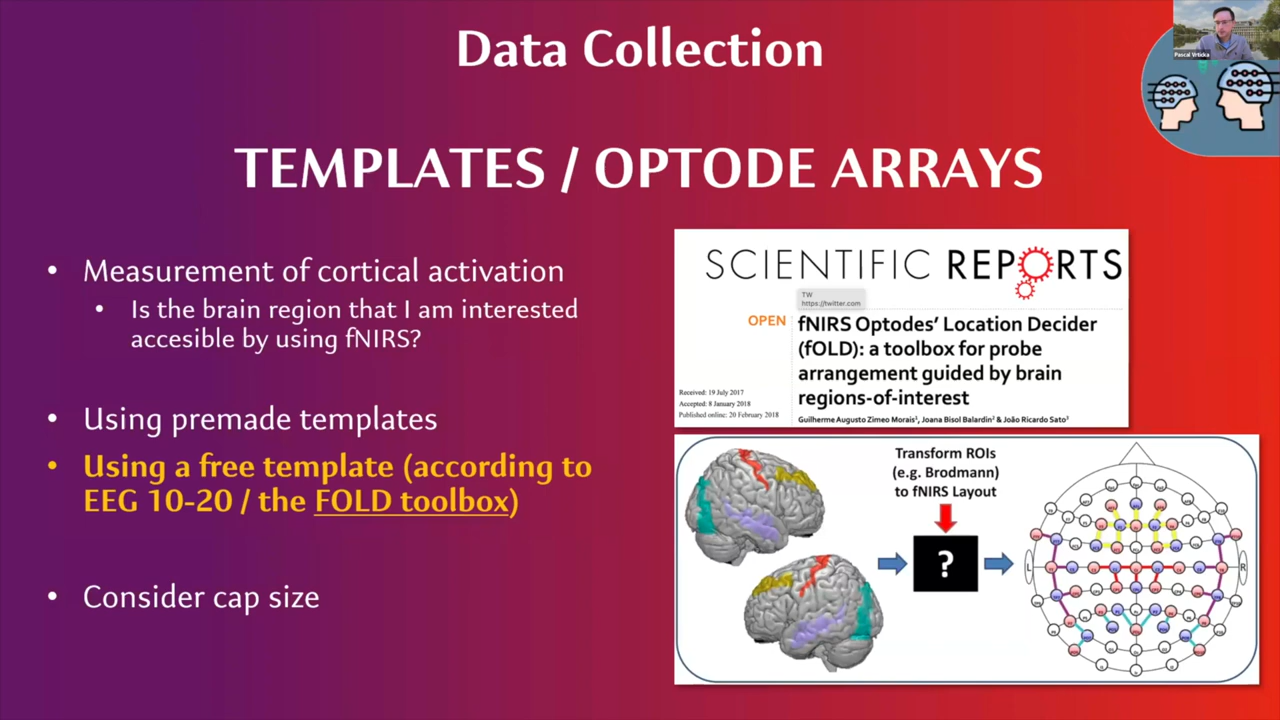 Data Collection
Pascal Vrticka
TEMPLATES / OPTODE ARRAYS
• Measurement of cortical activation
• Is the brain region that I am interested
accesible by using fNIRS?
• Using premade templates
• Using a free template (according to
EEG 10-20 / the FOLD toolbox)
• Consider cap size
SCIENTIFIC REPORTS
TW
https://twitter.com
OPEN
fNIRS Optodes' Location Decider
(fOLD): a toolbox for probe
arrangement guided by brain
regions-of-interest
Received: 19 July 2017
Accepted: 8 January 2018
Published online: 20 February 2018
Guilherme Augusto Zimeo Morais1, Joana Bisol Balardin2 & João Ricardo Sato3
Transform ROIs
(e.g. Brodmann)
to fNIRS Layout
?
L
R